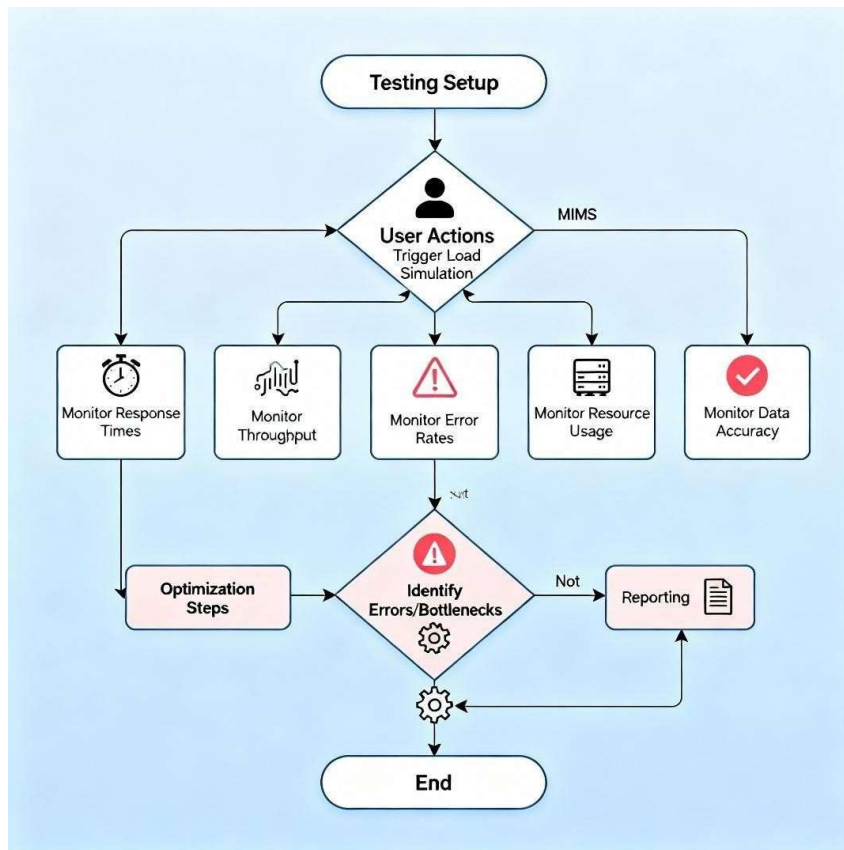 Testing Setup
User Actions
Trigger Load
Simulation
MIMS
Monitor Response
Times
Monitor
Throughput
Monitor Error
Rates
Monitor Resource
Usage
Monitor Data
Accuracy
Optimization
Steps
Identify
Errors/Bottlenecks
Not
Reporting
End